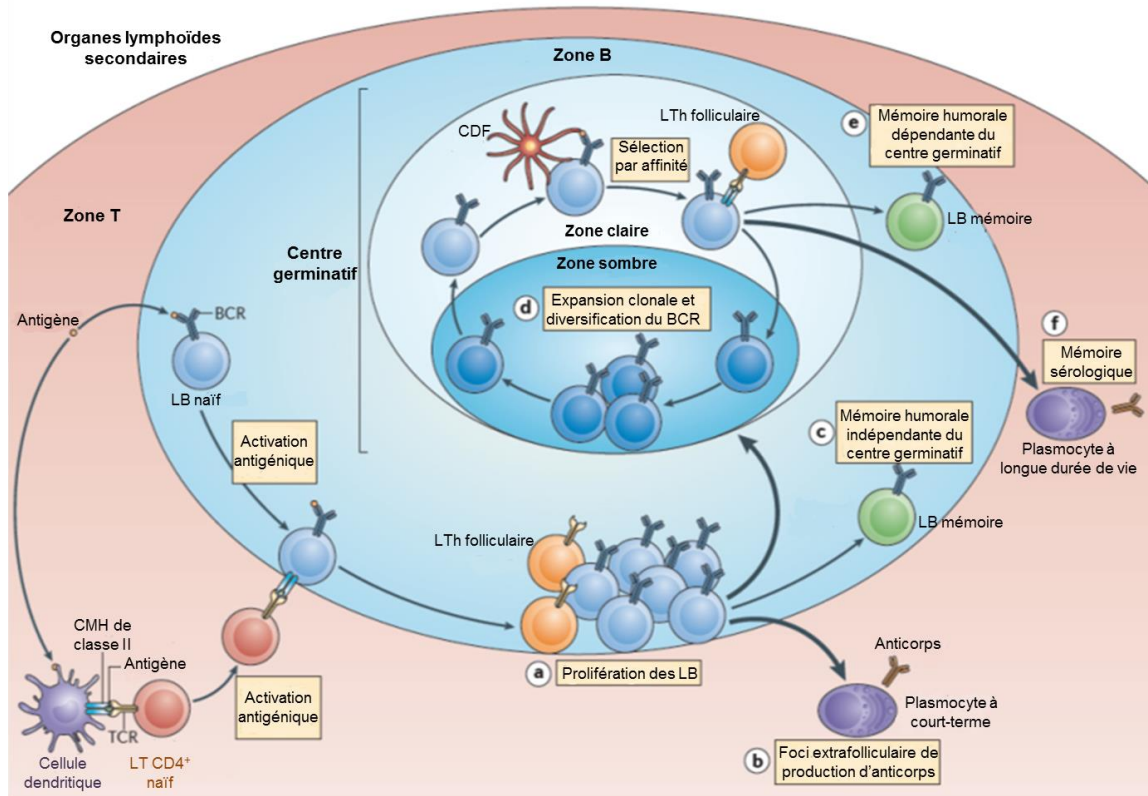 Organes lymphoïdes
secondaires
Zone B
Zone T
Centre
germinatif
CDF
Sélection
par affinité
LTh folliculaire
e
Mémoire humorale
dépendante du
centre germinatif
LB mémoire
Zone claire
Zone sombre
d
Expansion clonale et
diversification du BCR
Antigène
BCR
LB naïf
Activation
antigénique
f
Mémoire
sérologique
Plasmocyte à
longue durée de vie
c
Mémoire humorale
indépendante du
centre germinatif
LB mémoire
LTh folliculaire
CMH de
classe II
Antigène
TCR
Cellule
dendritique
LT CD4+
naïf
Activation
antigénique
a
Prolifération des LB
Anticorps
Plasmocyte à
court-terme
b
Foci extrafolliculaire de
production d'anticorps